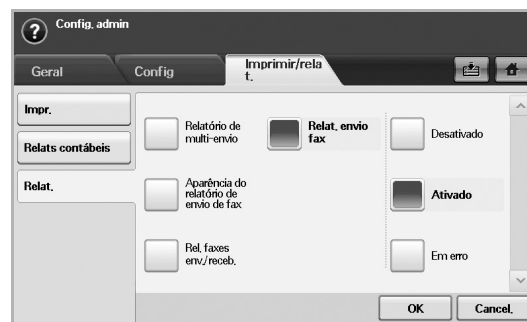 Config. admin
Geral
Config
Imprimir/rela
t.
Impr.
Relats contábeis
Relat.
Relatório de
multi-envio
Relat. envio
fax
Desativado
Aparência do
relatório de
envio de fax
Ativado
Rel. faxes
env./receb.
Em erro
OK
Cancel.